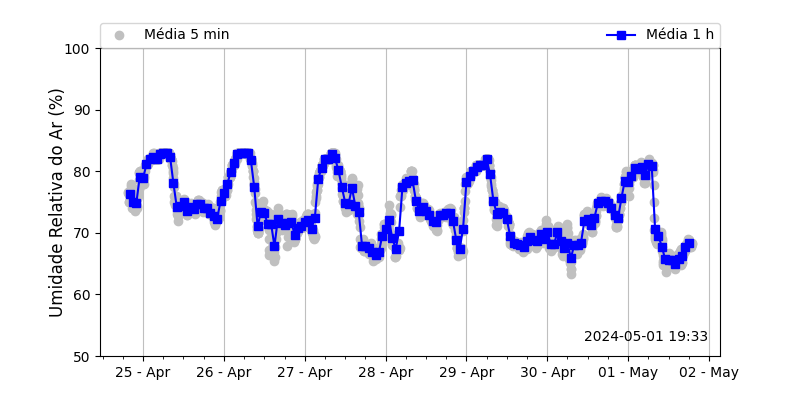 Média 5 min
Média 1 h
Umidade Relativa do Ar (%)
100
90
80
70
60
50
2024-05-01 19:33
25 - Apr
26 - Apr
27 - Apr
28 - Apr
29 - Apr
30 - Apr
01 - May
02 - May